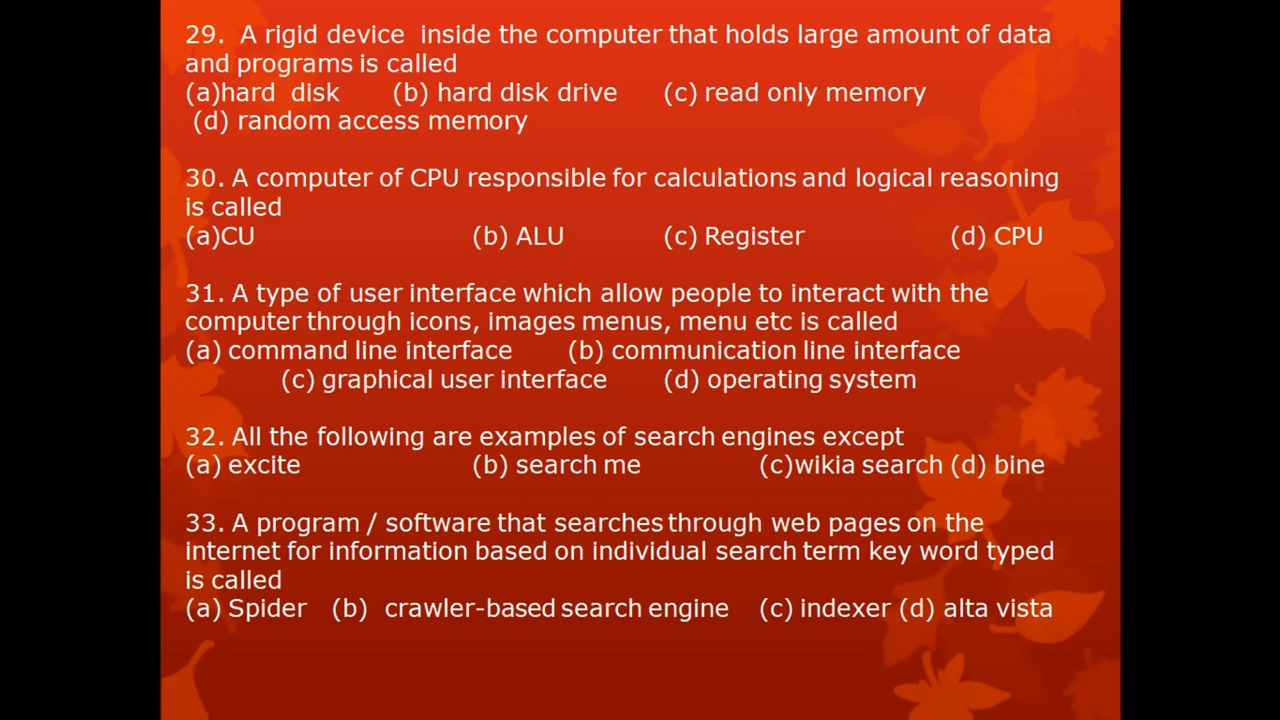 29.  A rigid device  inside the computer that holds large amount of data
and programs is called
(a)hard  disk       (b) hard disk drive      (c) read only memory
(d) random access memory
30. A computer of CPU responsible for calculations and logical reasoning
is called
(a)CU                             (b) ALU             (c) Register                   (d) CPU
31. A type of user interface which allow people to interact with the
computer through icons, images menus, menu etc is called
(a) command line interface       (b) communication line interface
(c) graphical user interface       (d) operating system
32. All the following are examples of search engines except
(a) excite                       (b) search me               (c)wikia search (d) bine
33. A program / software that searches through web pages on the
internet for information based on individual search term key word typed
is called
(a) Spider   (b)  crawler-based search engine    (c) indexer (d) alta vista